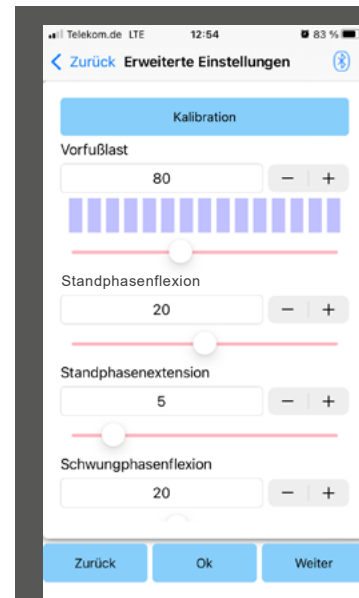 Telekom.de LTE 12:54 83 %
Zurück Erweiterte Einstellungen
Kalibration
Vorfußlast
80 − +
Standphasenflexion
20 − +
Standphasenextension
5 − +
Schwungphasenflexion
20 − +
Zurück Ok Weiter